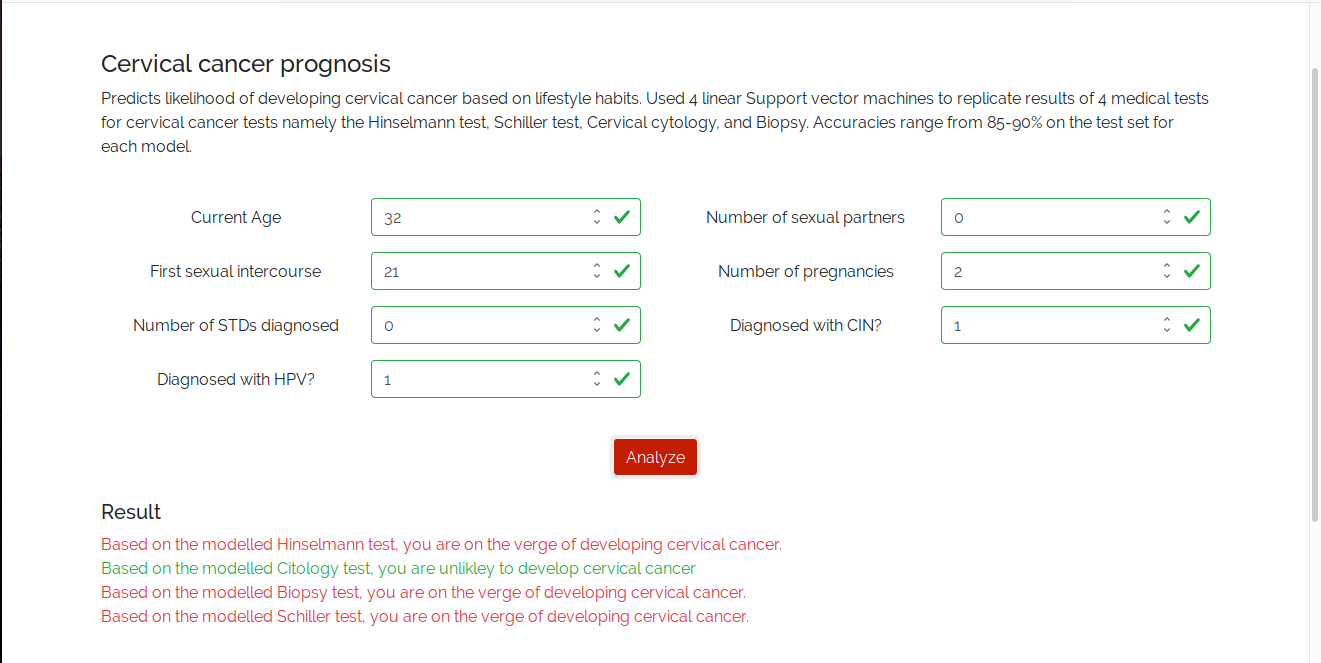 Cervical cancer prognosis
Predicts likelihood of developing cervical cancer based on lifestyle habits. Used 4 linear Support vector machines to replicate results of 4 medical tests
for cervical cancer tests namely the Hinselmann test, Schiller test, Cervical cytology, and Biopsy. Accuracies range from 85-90% on the test set for
each model.
Current Age 32 Number of sexual partners 0
First sexual intercourse 21 Number of pregnancies 2
Number of STDs diagnosed 0 Diagnosed with CIN? 1
Diagnosed with HPV? 1
Analyze
Result
Based on the modelled Hinselmann test, you are on the verge of developing cervical cancer.
Based on the modelled Citology test, you are unlikley to develop cervical cancer
Based on the modelled Biopsy test, you are on the verge of developing cervical cancer.
Based on the modelled Schiller test, you are on the verge of developing cervical cancer.